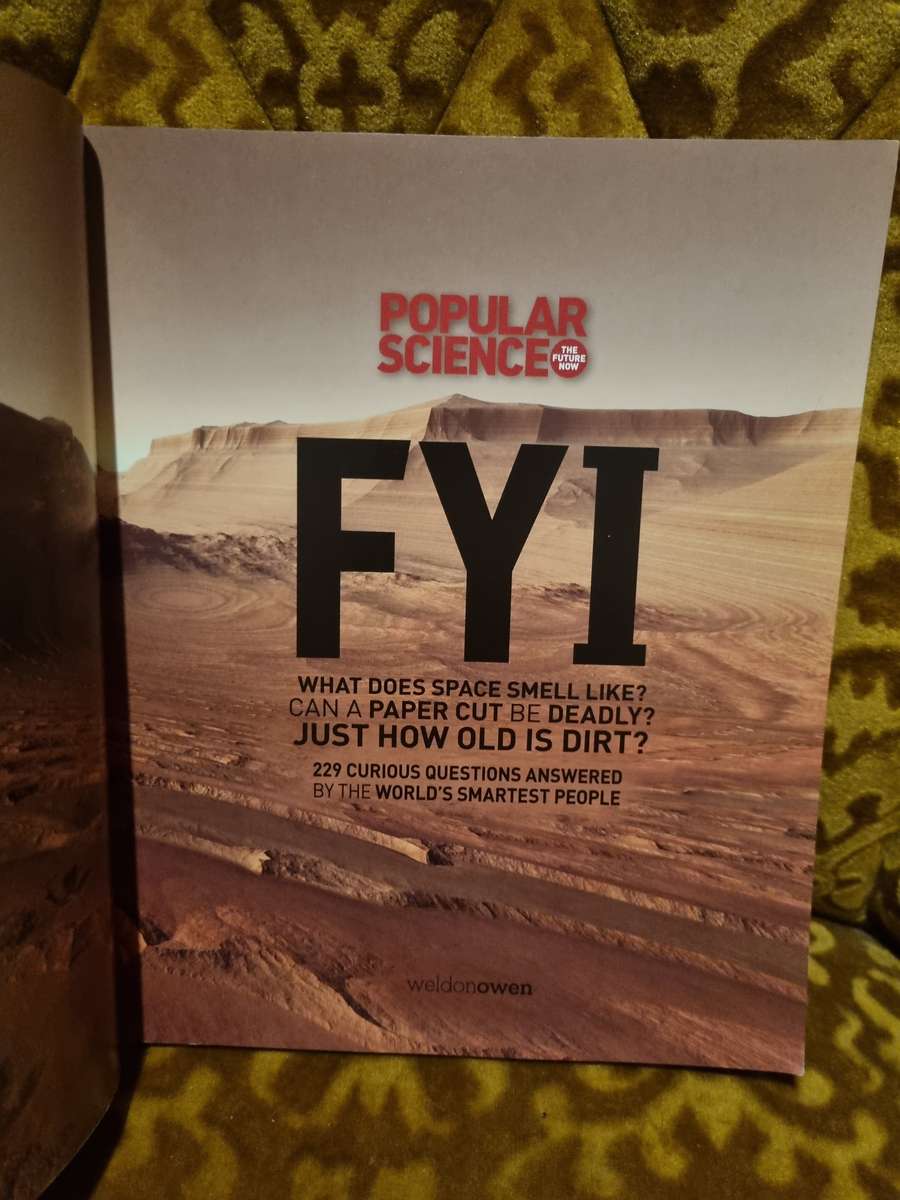 POPULAR
SCIENCE
THE
FUTURE
NOW
FYI
WHAT DOES SPACE SMELL LIKE?
CAN A PAPER CUT BE DEADLY?
JUST HOW OLD IS DIRT?
229 CURIOUS QUESTIONS ANSWERED
BY THE WORLD'S SMARTEST PEOPLE
weldonowen